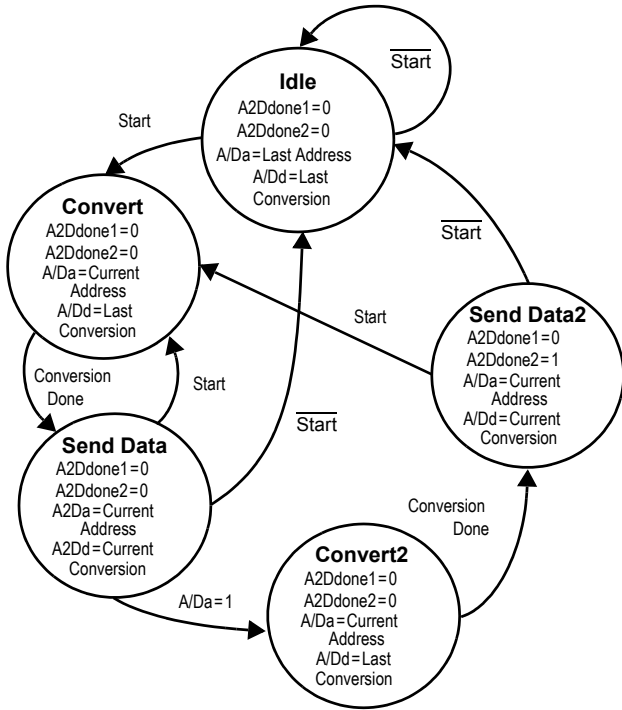 Start
Idle
A2Ddone1=0
A2Ddone2=0
A/Da=Last Address
A/Dd=Last
Conversion
Start
Convert
A2Ddone1=0
A2Ddone2=0
A/Da=Current
Address
A/Dd=Last
Conversion
Start
Send Data2
A2Ddone1=0
A2Ddone2=1
A/Da=Current
Address
A/Dd=Current
Conversion
Start
Conversion
Done
Start
Start
Send Data
A2Ddone1=0
A2Ddone2=0
A2Da=Current
Address
A2Dd=Current
Conversion
Conversion
Done
A/Da=1
Convert2
A2Ddone1=0
A2Ddone2=0
A/Da=Current
Address
A/Dd=Last
Conversion